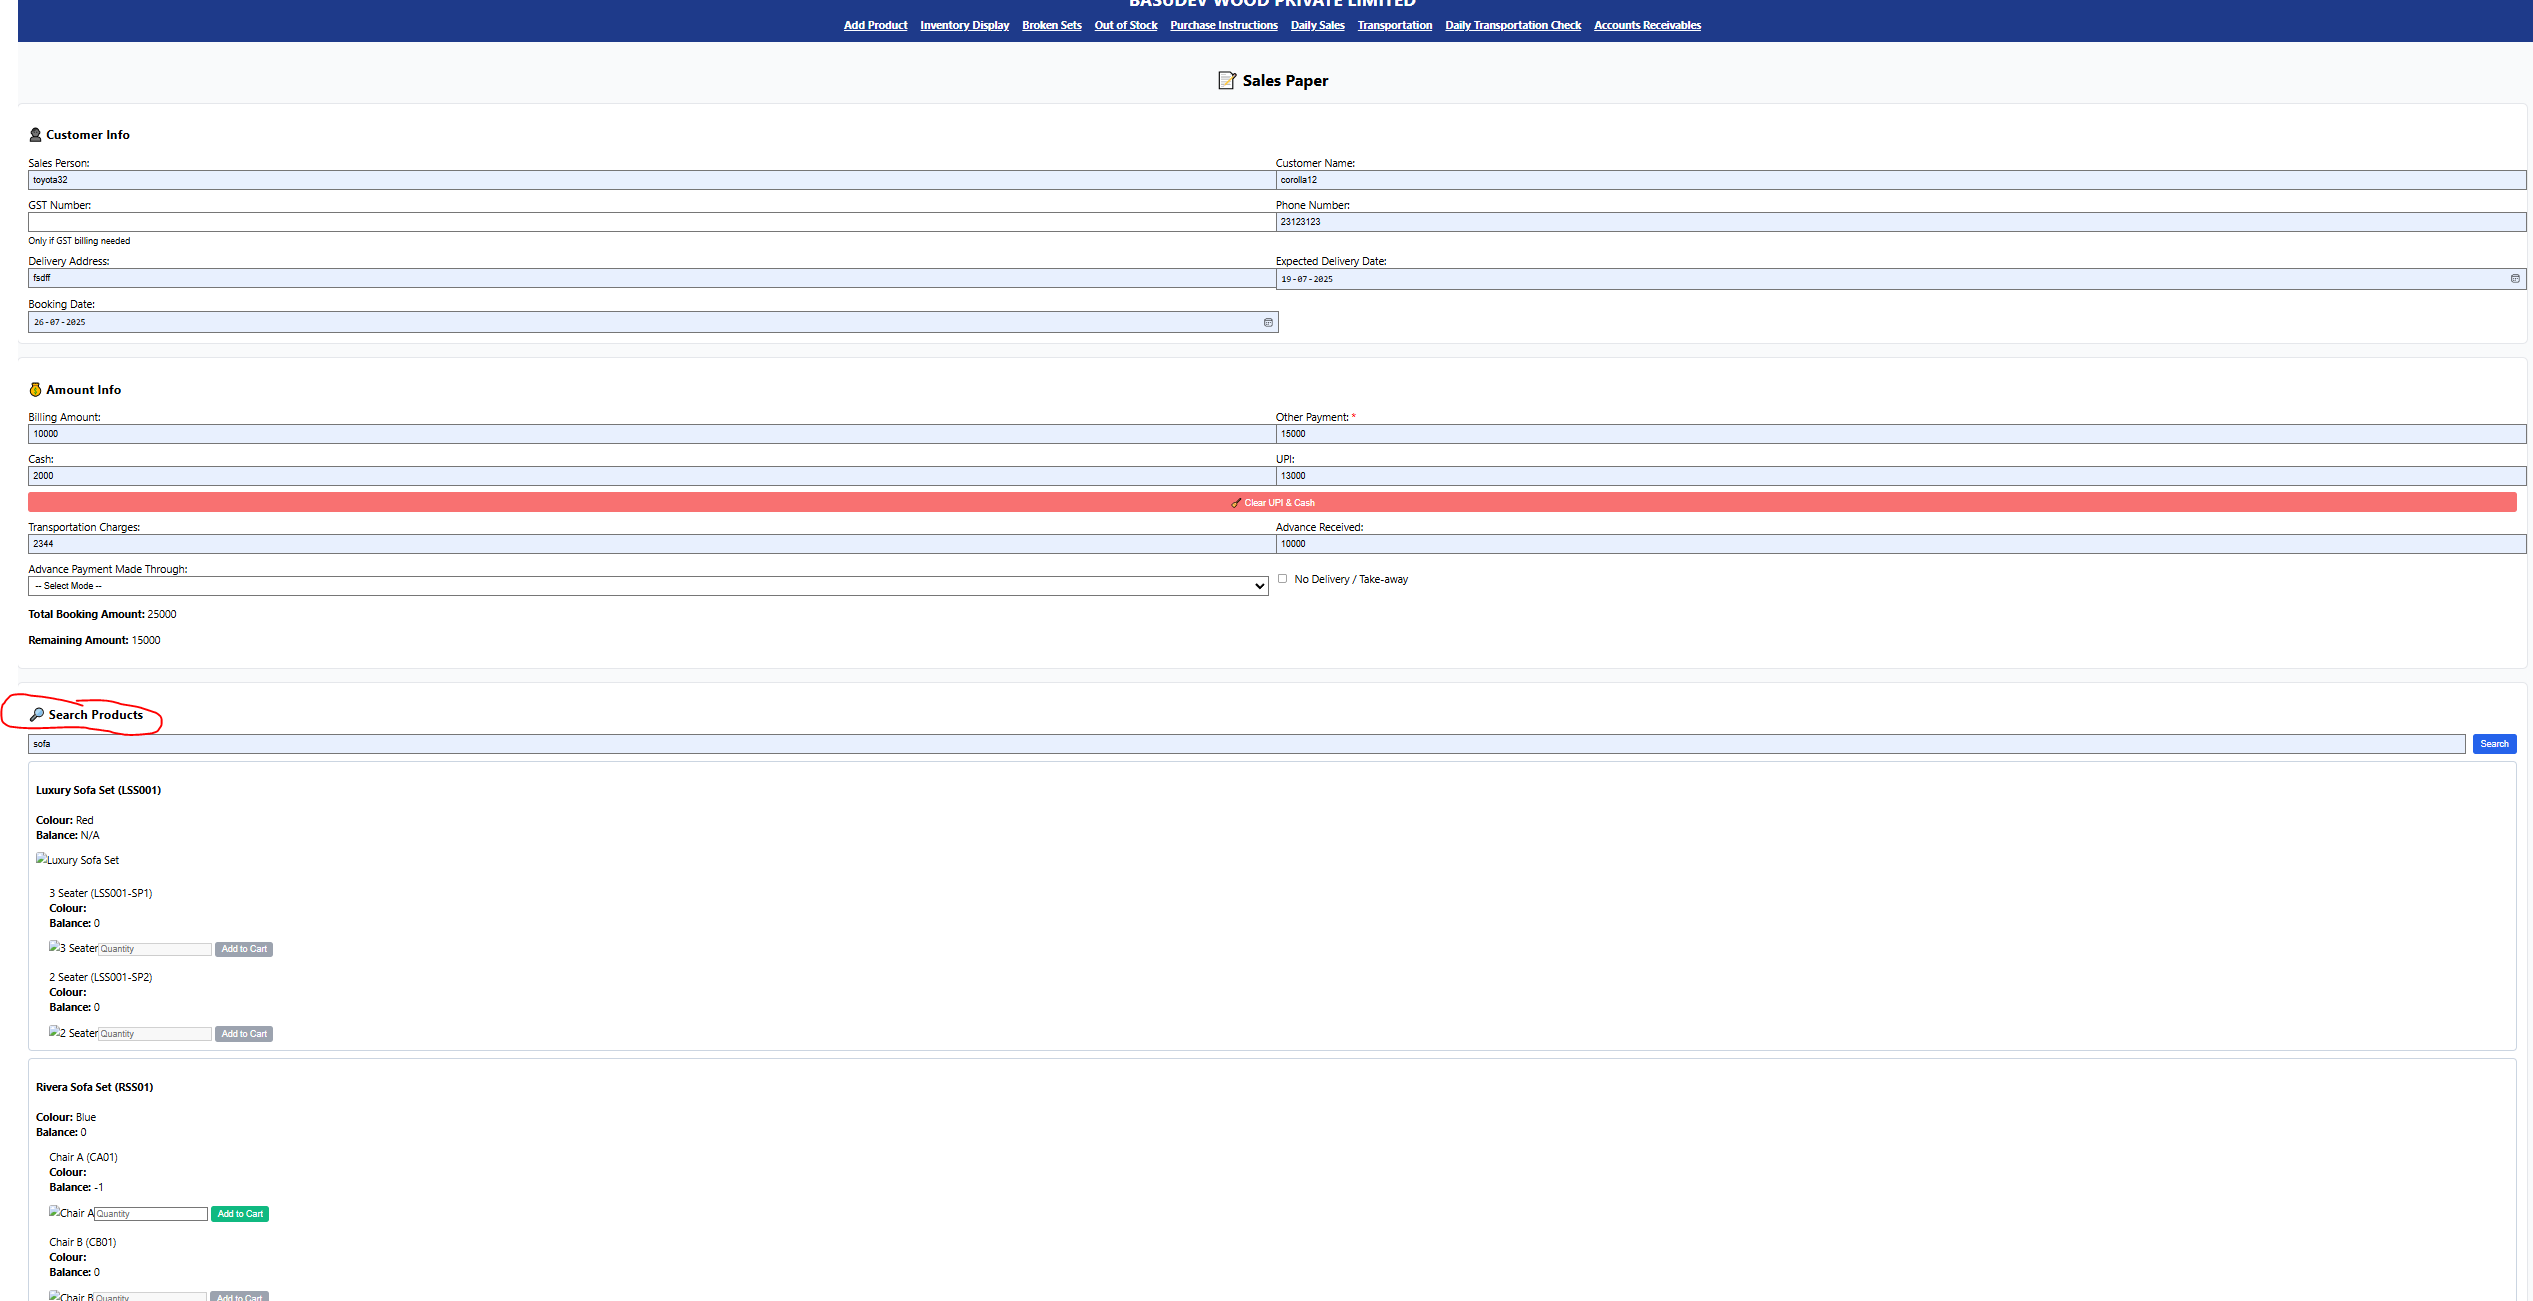 BASUDEV WOOD PRIVATE LIMITED
Add Product Inventory Display Broken Sets Out of Stock Purchase Instructions Daily Sales Transportation Daily Transportation Check Accounts Receivables
📝 Sales Paper
👤 Customer Info
Sales Person: Customer Name:
toyota32 corolla12
GST Number: Phone Number:
23123123
Only if GST billing needed
Delivery Address: Expected Delivery Date:
fsdff 19-07-2025
Booking Date:
26-07-2025
💰 Amount Info
Billing Amount: Other Payment: *
10000 15000
Cash: UPI:
2000 13000
🧹 Clear UPI & Cash
Transportation Charges: Advance Received:
2344 10000
Advance Payment Made Through:
-- Select Mode -- No Delivery / Take-away
Total Booking Amount: 25000
Remaining Amount: 15000
🔎 Search Products
sofa Search
Luxury Sofa Set (LSS001)
Colour: Red
Balance: N/A
Luxury Sofa Set
3 Seater (LSS001-SP1)
Colour:
Balance: 0
3 Seater Quantity Add to Cart
2 Seater (LSS001-SP2)
Colour:
Balance: 0
2 Seater Quantity Add to Cart
Rivera Sofa Set (RSS01)
Colour: Blue
Balance: 0
Chair A (CA01)
Colour:
Balance: -1
Chair A Quantity Add to Cart
Chair B (CB01)
Colour:
Balance: 0
Chair B Quantity Add to Cart